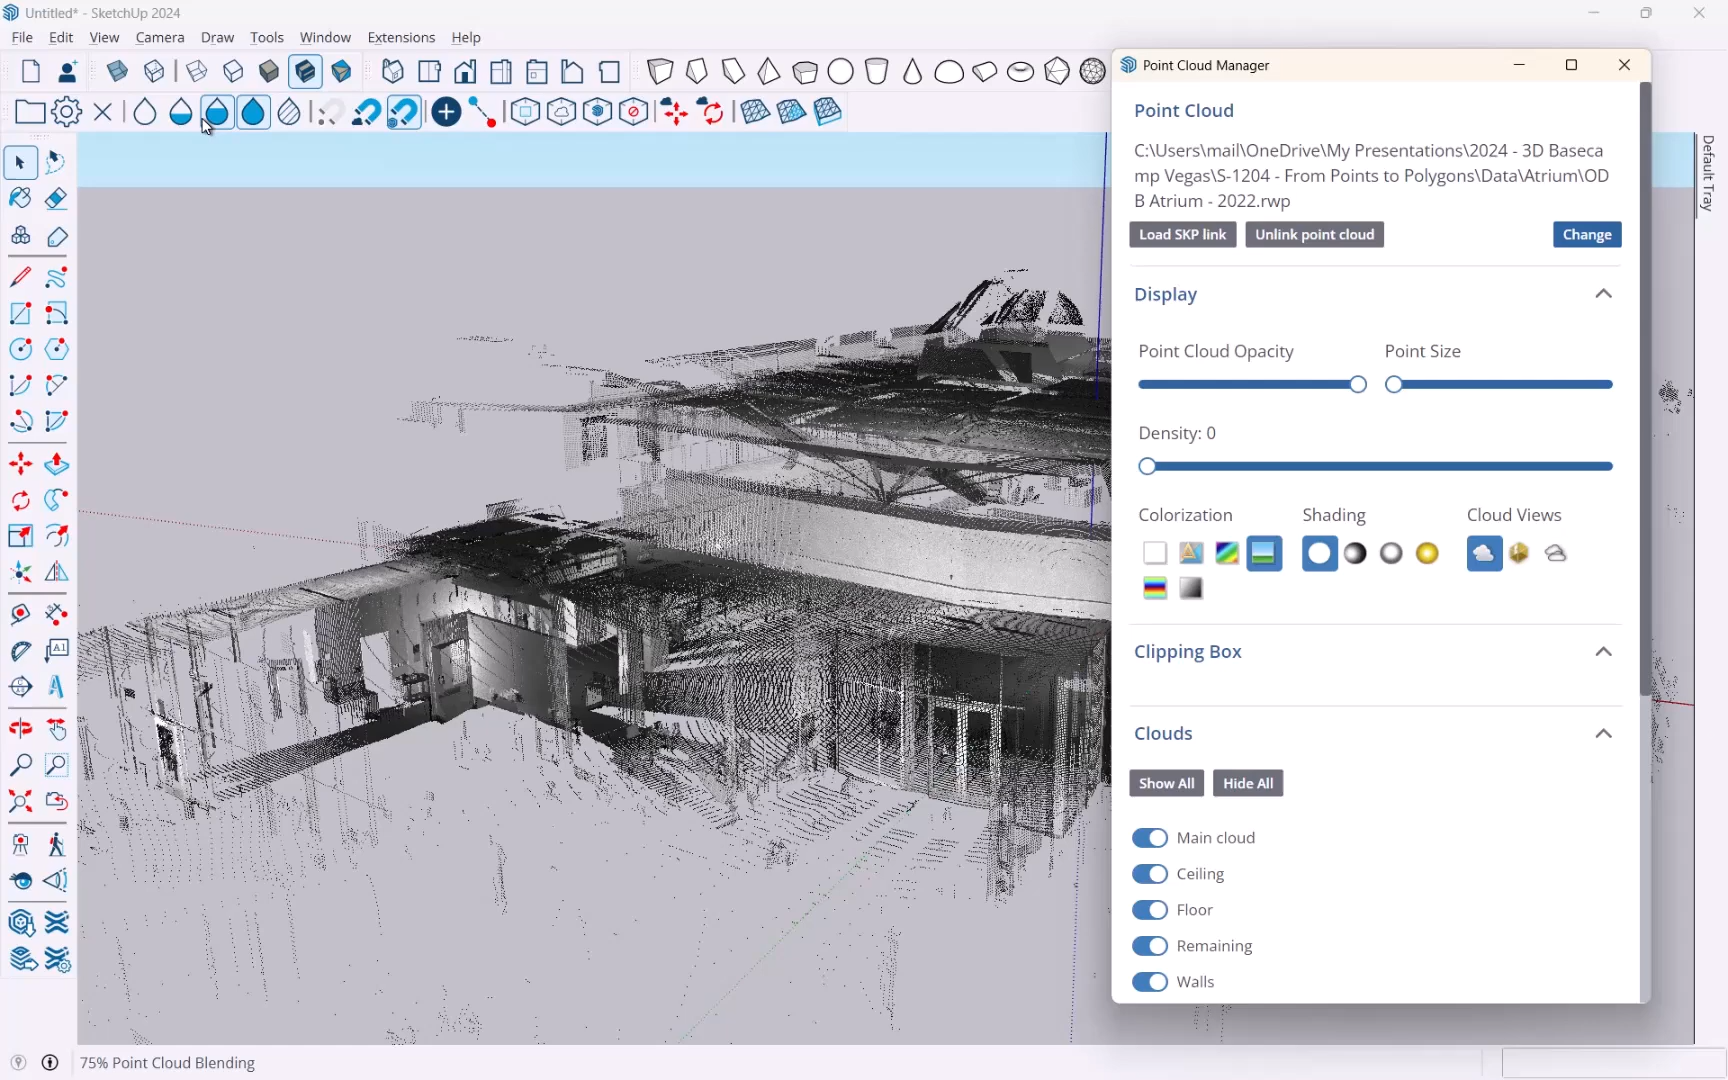 Untitled* - SketchUp 2024
File Edit View Camera Draw Tools Window Extensions Help
Point Cloud Manager
Point Cloud
C:\Users\mail\OneDrive\My Presentations\2024 - 3D Baseca
mp Vegas\S-1204 - From Points to Polygons\Data\Atrium\OD
B Atrium - 2022.rwp
Load SKP link Unlink point cloud Change
Display
Point Cloud Opacity Point Size
Density: 0
Colorization Shading Cloud Views
Clipping Box
Clouds
Show All Hide All
Main cloud
Ceiling
Floor
Remaining
Walls
Default Tray
75% Point Cloud Blending